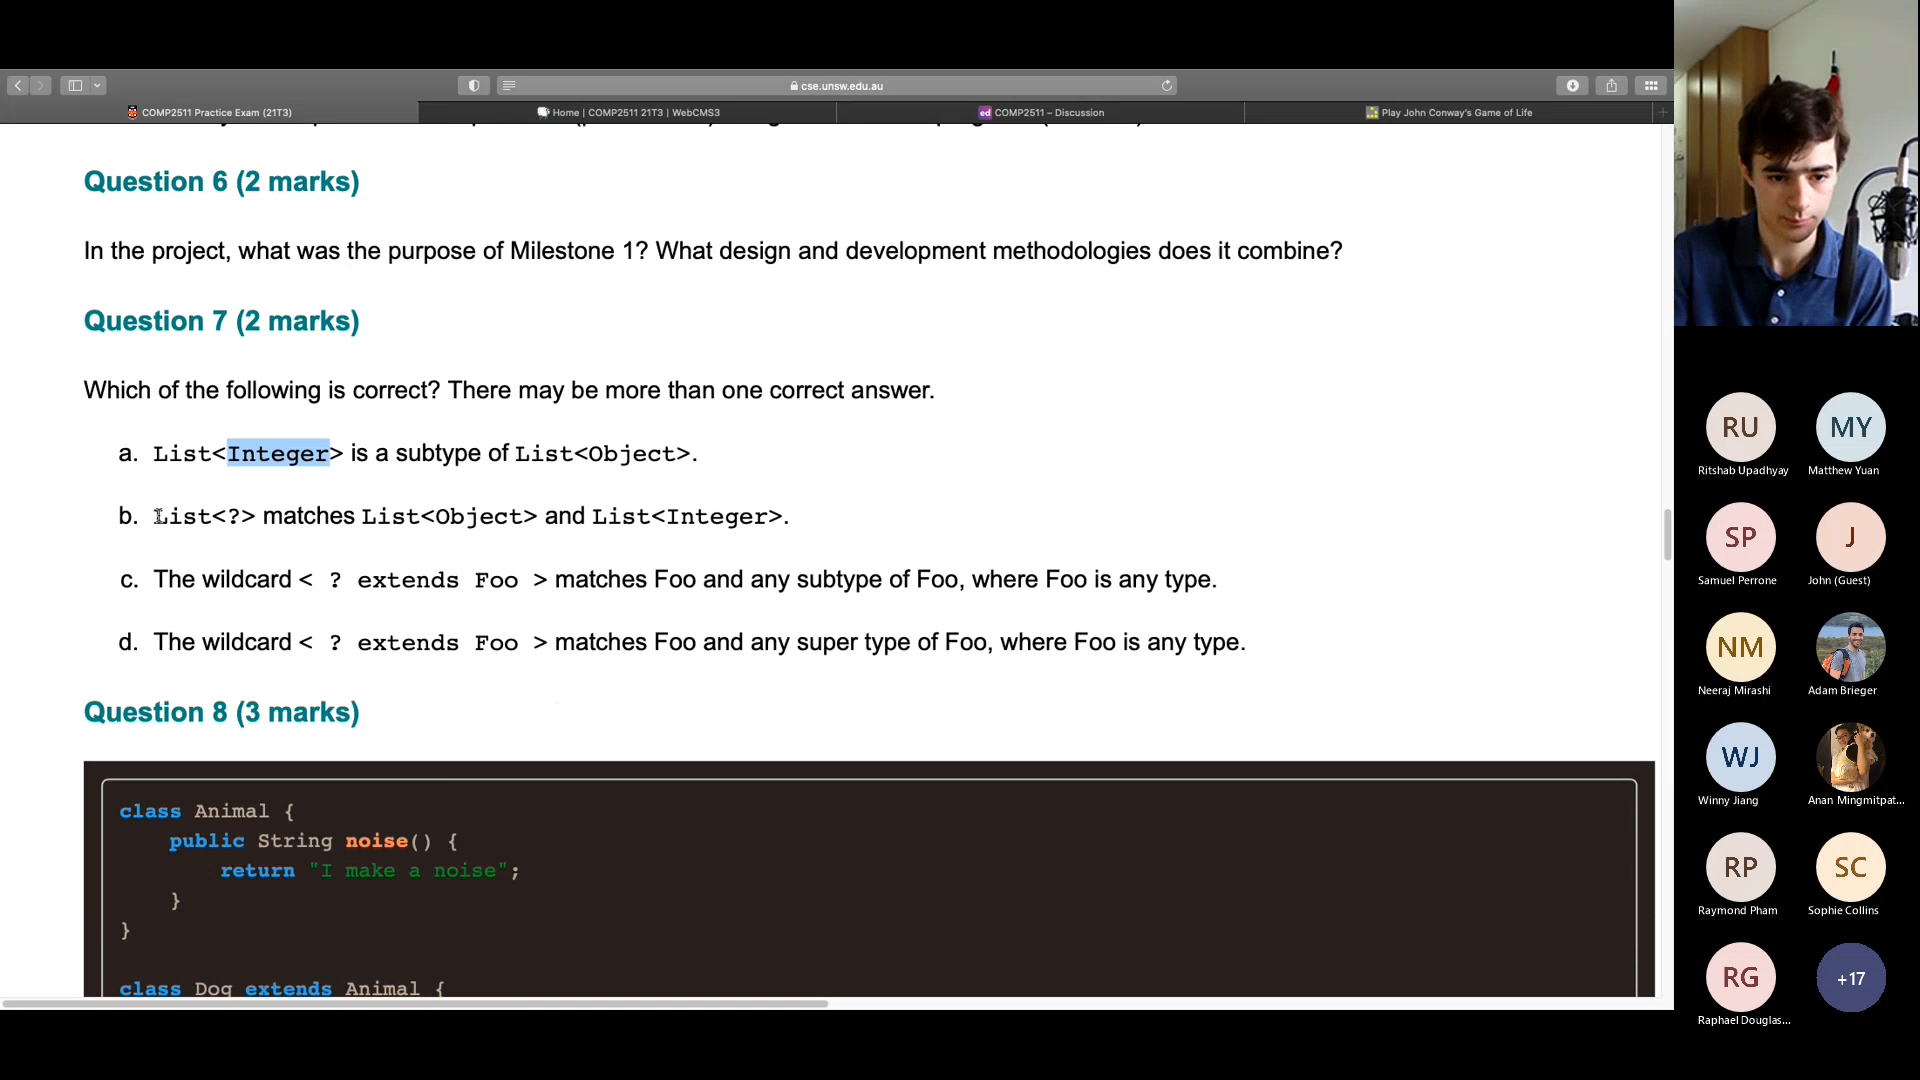 cse.unsw.edu.au
COMP2511 Practice Exam (21T3)
Home | COMP2511 21T3 | WebCMS3
ed COMP2511 – Discussion
Play John Conway's Game of Life
Question 6 (2 marks)
In the project, what was the purpose of Milestone 1? What design and development methodologies does it combine?
Question 7 (2 marks)
Which of the following is correct? There may be more than one correct answer.
a. List<Integer> is a subtype of List<Object>.
b. List<?> matches List<Object> and List<Integer>.
c. The wildcard < ? extends Foo > matches Foo and any subtype of Foo, where Foo is any type.
d. The wildcard < ? extends Foo > matches Foo and any super type of Foo, where Foo is any type.
Question 8 (3 marks)
class Animal {
public String noise() {
return "I make a noise";
}
}
class Dog extends Animal {
RU
MY
Ritshab Upadhyay
Matthew Yuan
SP
J
Samuel Perrone
John (Guest)
NM
Neeraj Mirashi
Adam Brieger
WJ
Winny Jiang
Anan Mingmitpat...
RP
SC
Raymond Pham
Sophie Collins
RG
+17
Raphael Douglas...